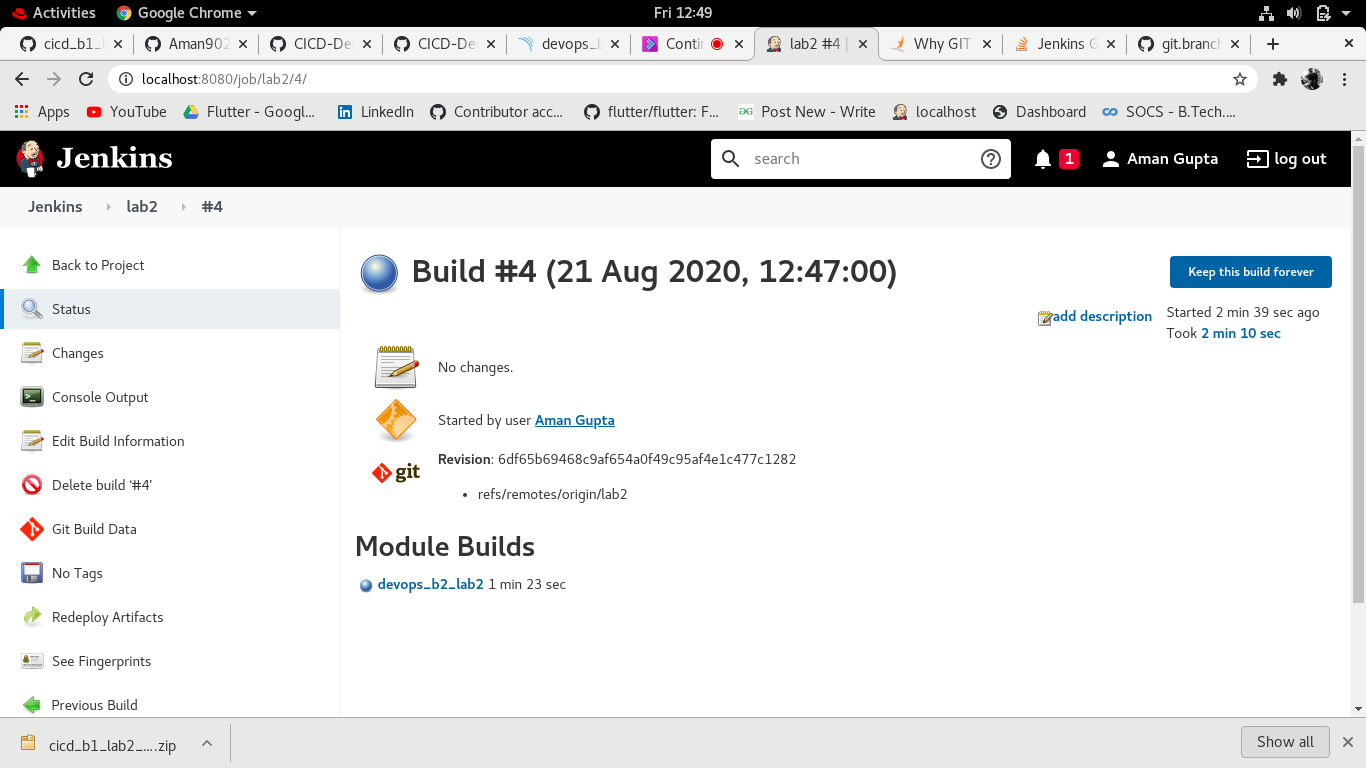 Activities Google Chrome Fri 12:49
cicd_b1_ Aman902 CICD-De CICD-De devops_b Contin lab2 #4 [ Why GIT Jenkins G git.branch
localhost:8080/job/lab2/4/
Apps YouTube Flutter - Googl... LinkedIn Contributor acc... flutter/flutter: F... Post New - Write localhost Dashboard SOCS - B.Tech....
Jenkins search 1 Aman Gupta log out
Jenkins lab2 #4
Back to Project
Status
Changes
Console Output
Edit Build Information
Delete build ‘#4’
Git Build Data
No Tags
Redeploy Artifacts
See Fingerprints
Previous Build
Build #4 (21 Aug 2020, 12:47:00)
Keep this build forever
add description
Started 2 min 39 sec ago
Took 2 min 10 sec
No changes.
Started by user Aman Gupta
git
Revision: 6df65b69468c9af654a0f49c95af4e1c477c1282
• refs/remotes/origin/lab2
Module Builds
devops_b2_lab2 1 min 23 sec
cicd_b1_lab2_....zip Show all